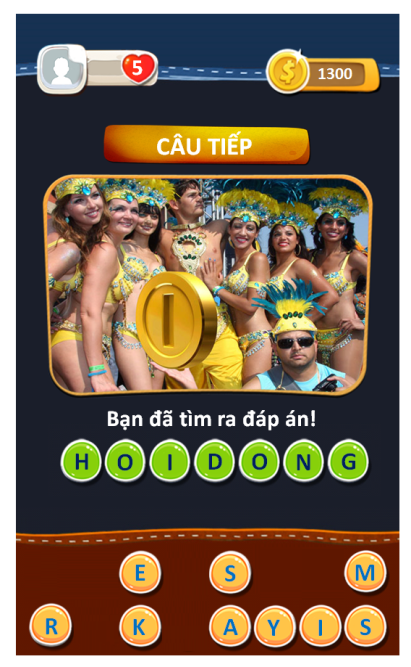 5
1300
CÂU TIẾP
Bạn đã tìm ra đáp án!
H O I D O N G
E S M
R K A Y I S